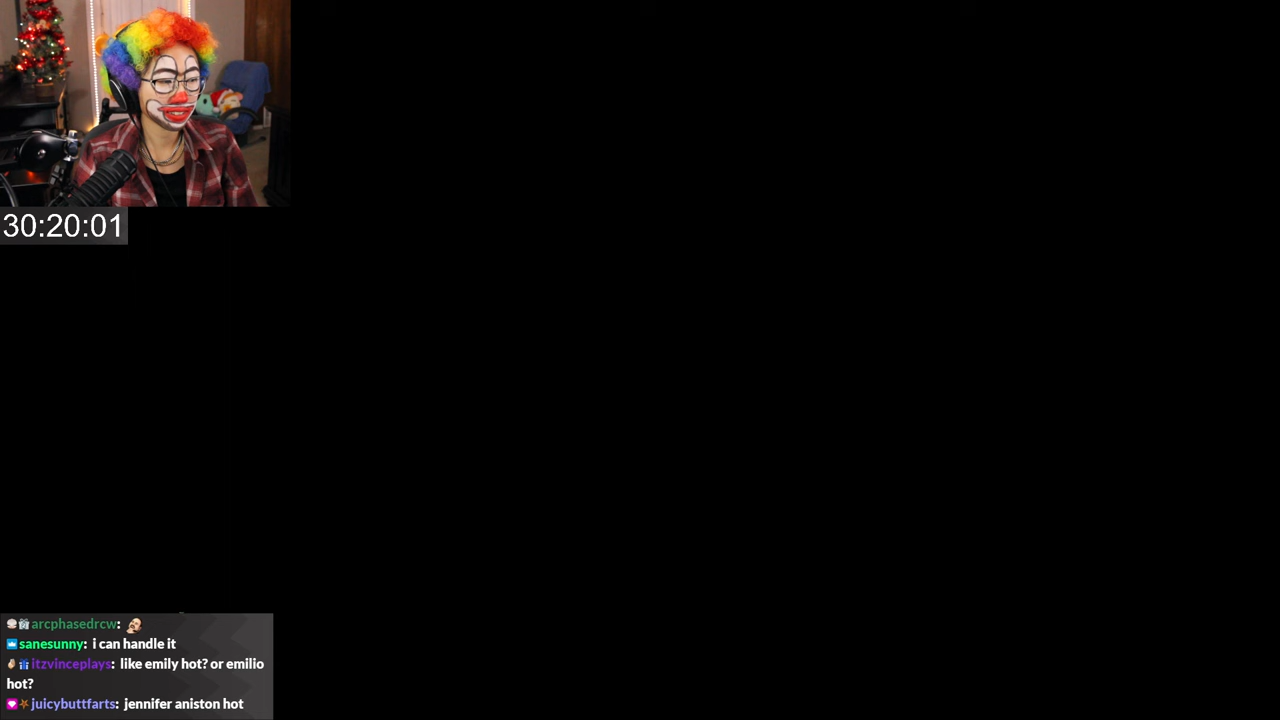 30:20:01
arcphasedrcw:
sanesunny: i can handle it
itzvinceplays: like emily hot? or emilio
hot?
juicybuttfarts: jennifer aniston hot